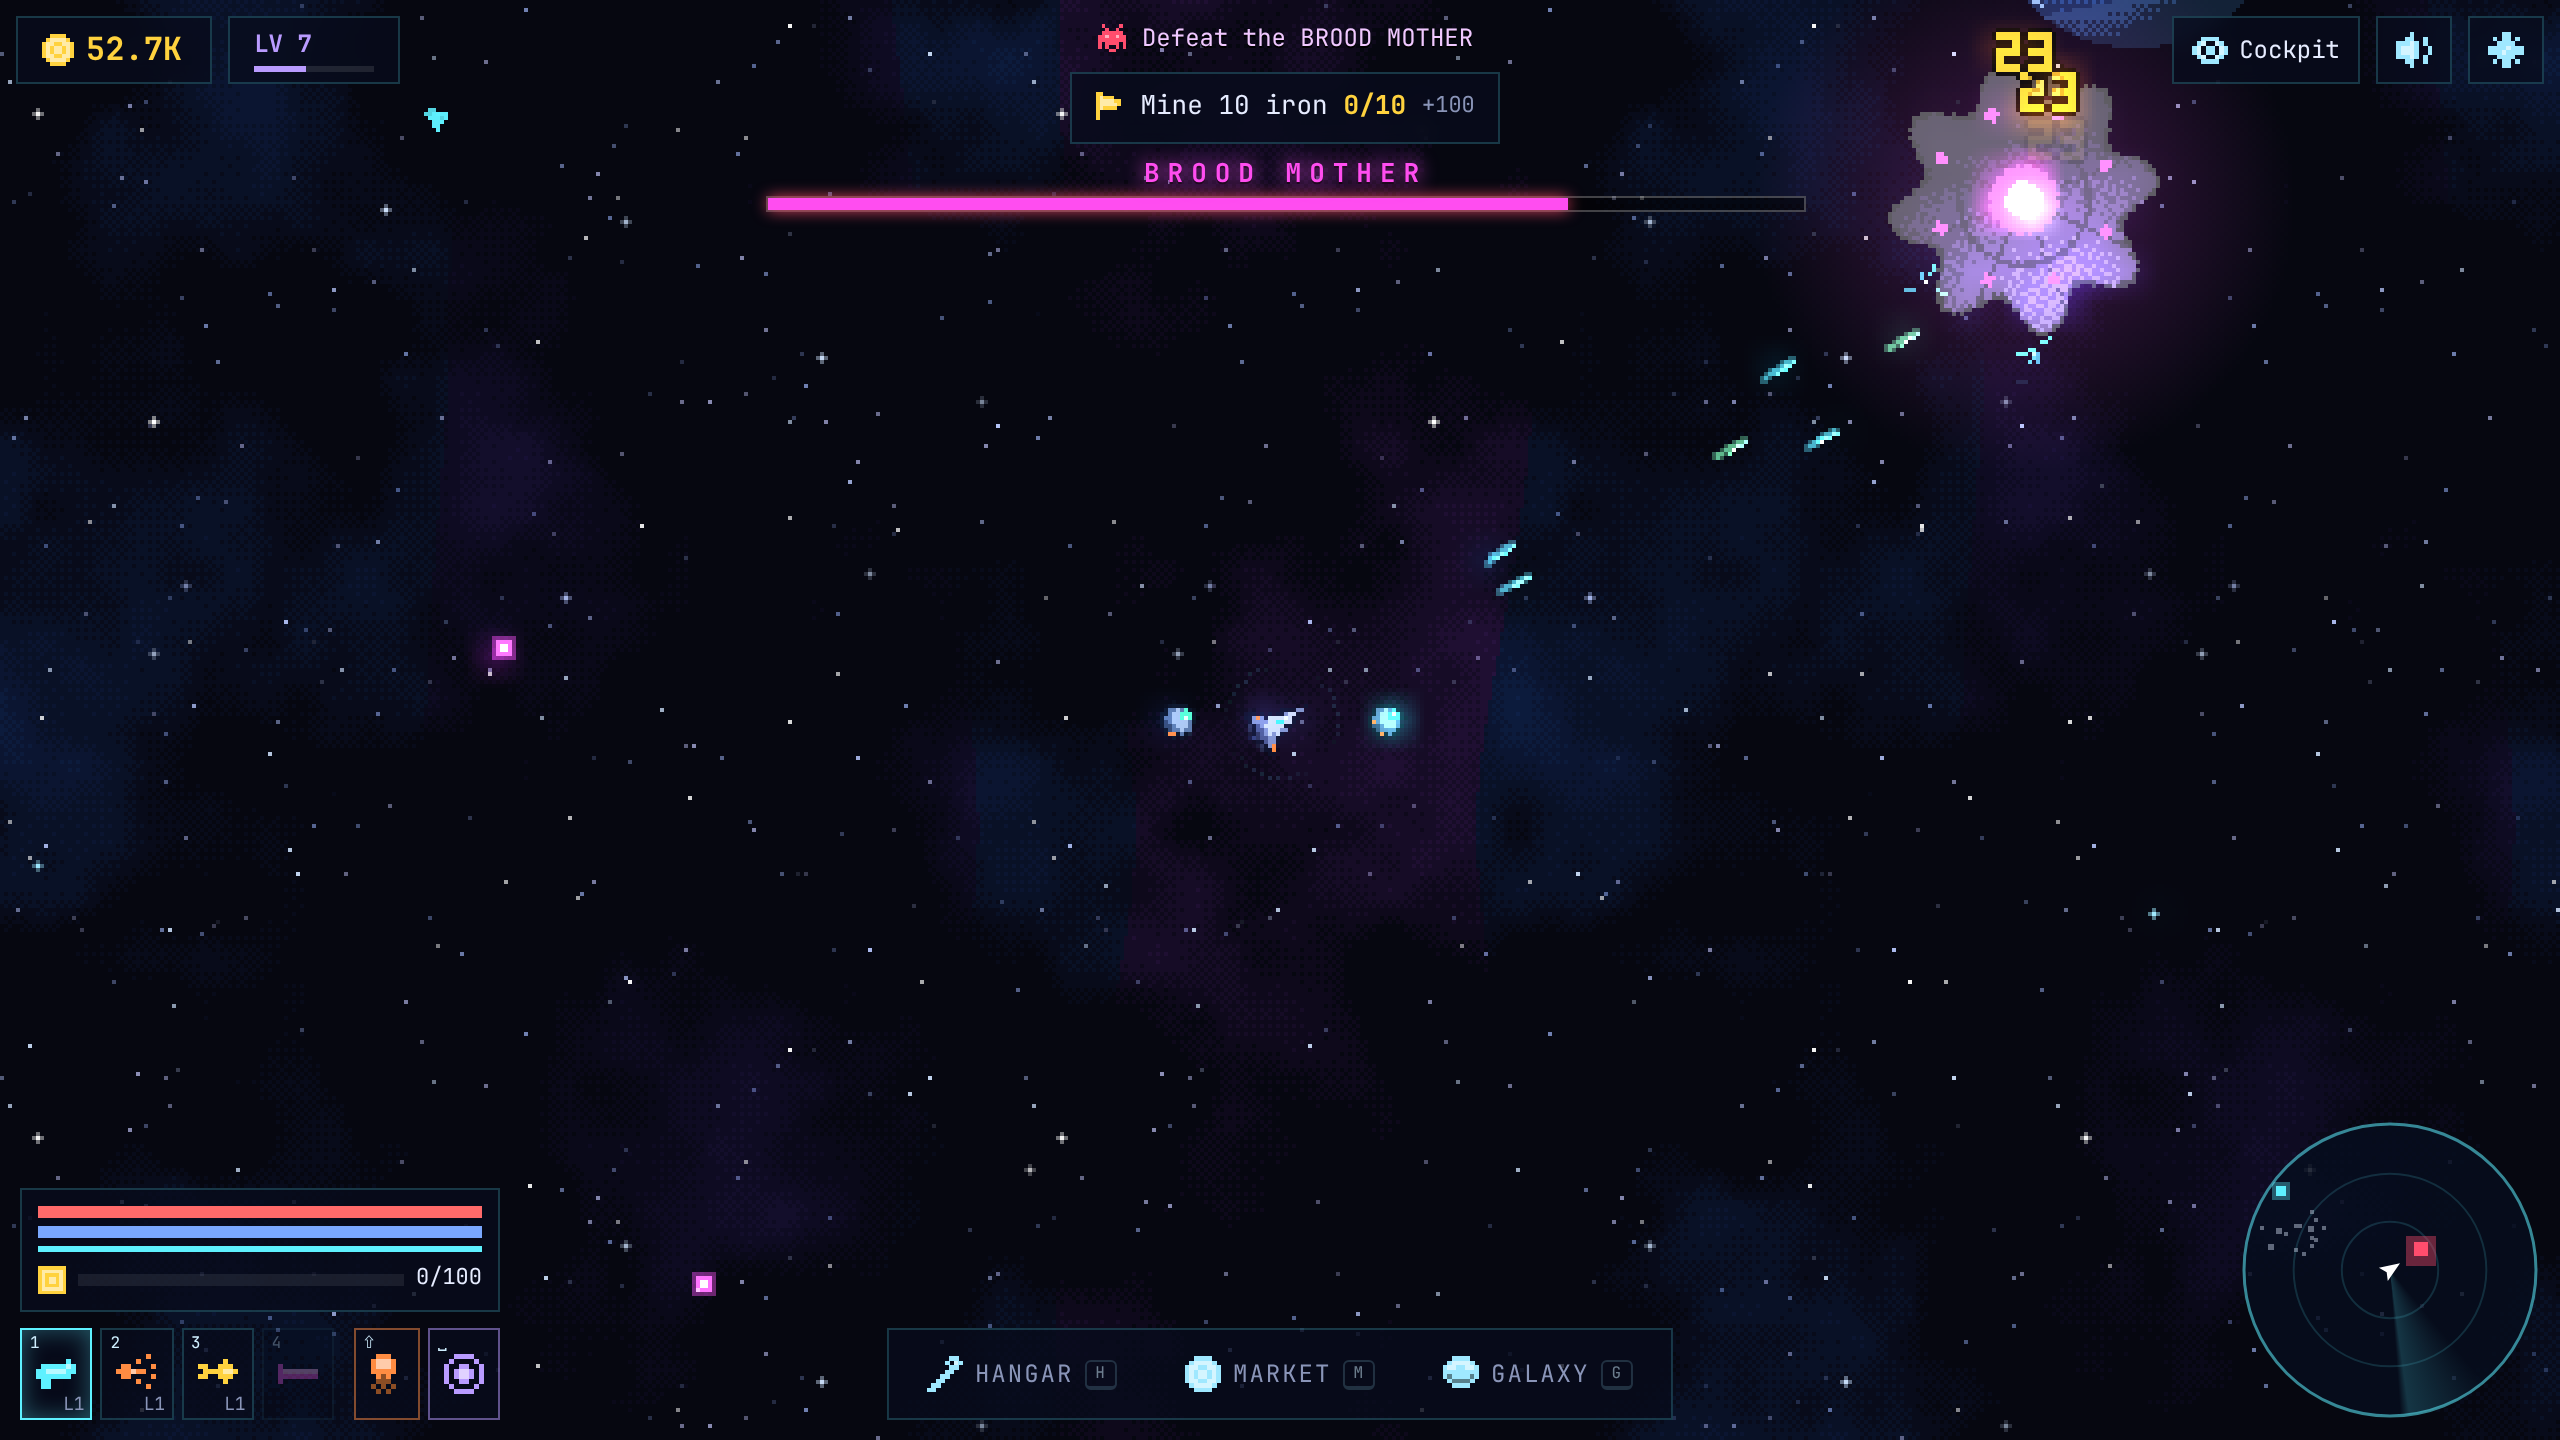 52.7K
LV 7
Defeat the BROOD MOTHER
Mine 10 iron 0/10 +100
BROOD MOTHER
23
23
Cockpit
0/100
1 L1
2 L1
3 L1
4
HANGAR H
MARKET M
GALAXY G